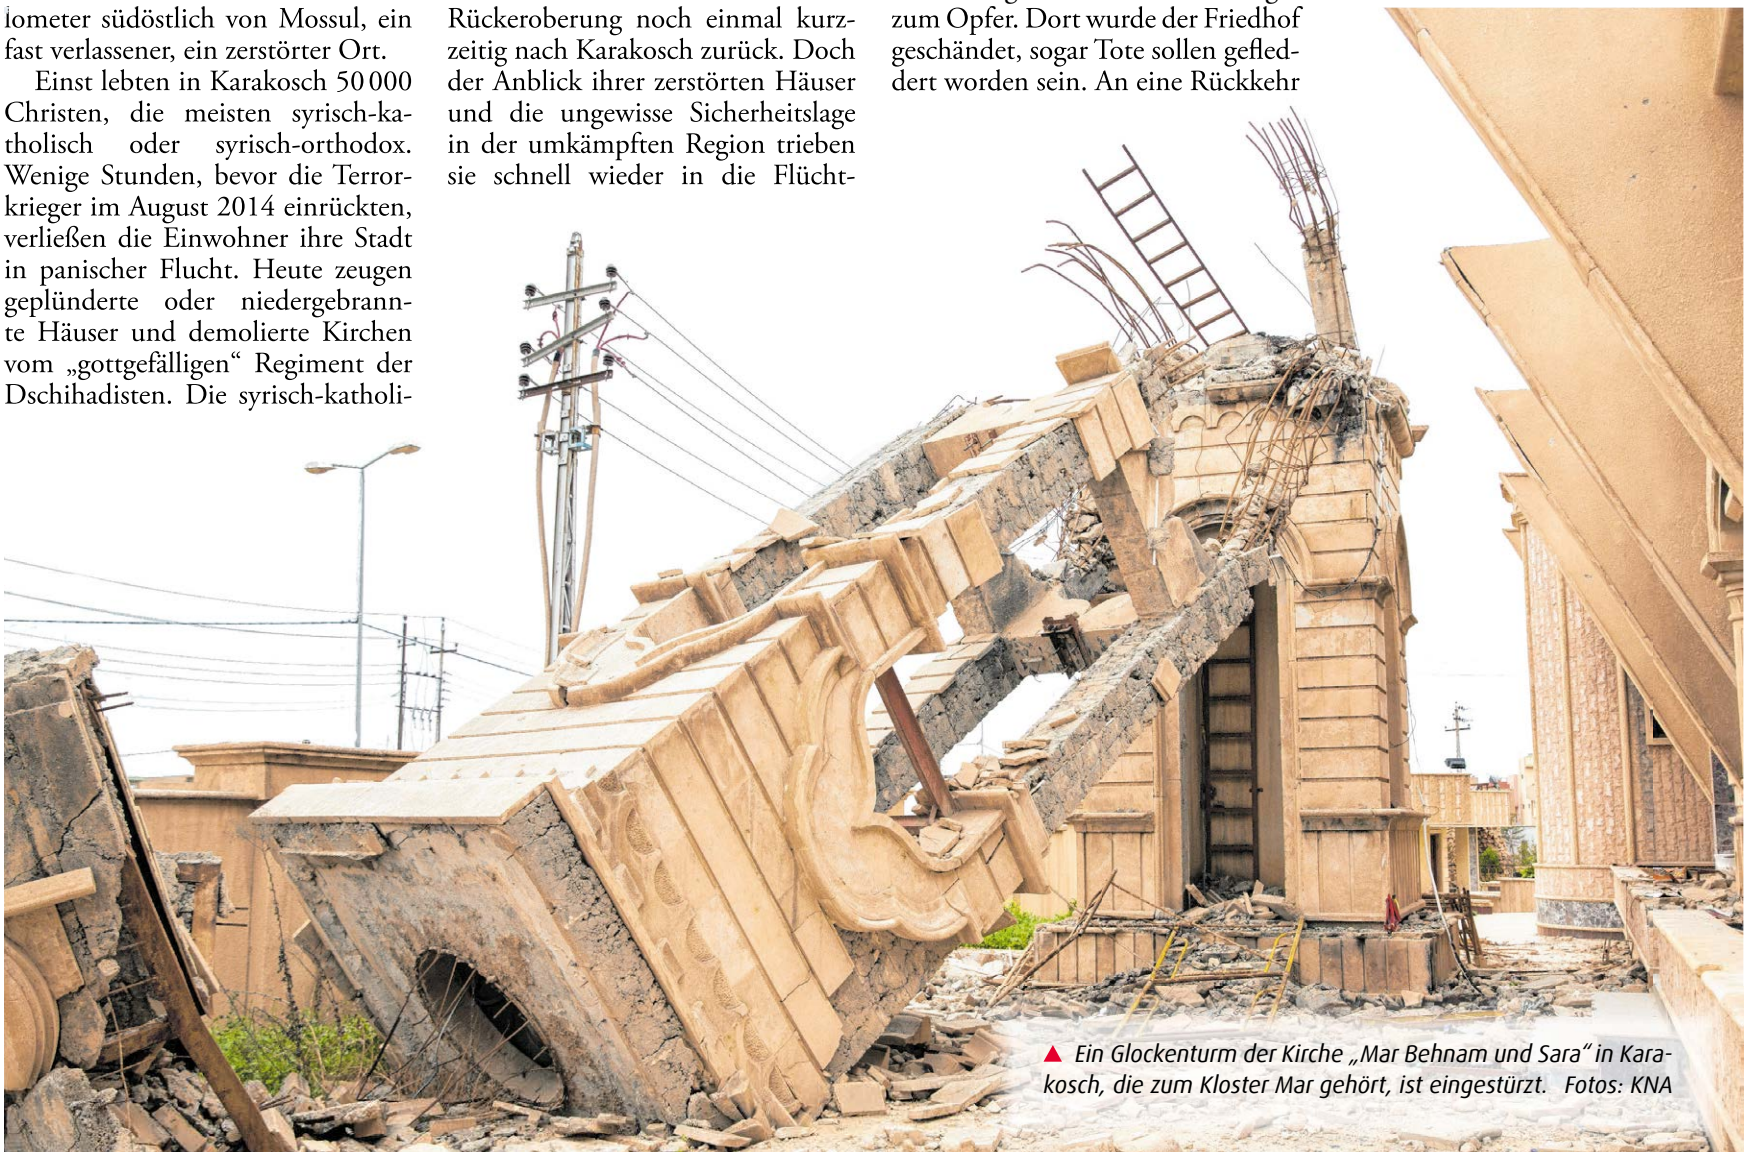 lometer südöstlich von Mossul, ein
fast verlassener, ein zerstörter Ort.
Einst lebten in Karakosch 50 000
Christen, die meisten syrisch-ka-
tholisch oder syrisch-orthodox.
Wenige Stunden, bevor die Terror-
krieger im August 2014 einrückten,
verließen die Einwohner ihre Stadt
in panischer Flucht. Heute zeugen
geplünderte oder niedergebrann-
te Häuser und demolierte Kirchen
vom „gottgefälligen“ Regiment der
Dschihadisten. Die syrisch-katholi-
Rückeroberung noch einmal kurz-
zeitig nach Karakosch zurück. Doch
der Anblick ihrer zerstörten Häuser
und die ungewisse Sicherheitslage
in der umkämpften Region trieben
sie schnell wieder in die Flücht-
zum Opfer. Dort wurde der Friedhof
geschändet, sogar Tote sollen gefled-
dert worden sein. An eine Rückkehr
▲ Ein Glockenturm der Kirche „Mar Behnam und Sara“ in Kara-
kosch, die zum Kloster Mar gehört, ist eingestürzt. Fotos: KNA